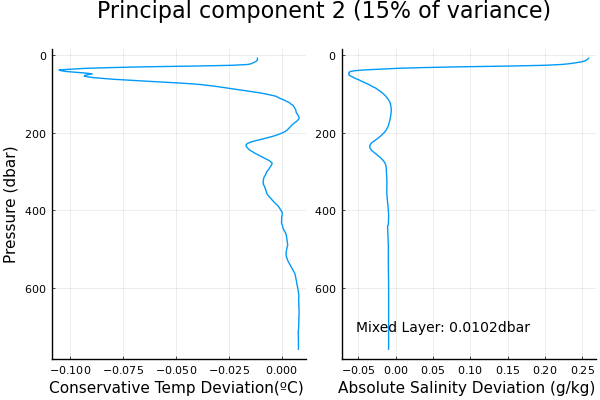 Principal component 2 (15% of variance)
0
200
400
600
Pressure (dbar)
−0.100 −0.075 −0.050 −0.025 0.000
Conservative Temp Deviation(ºC)
0
200
400
600
Mixed Layer: 0.0102dbar
−0.05 0.00 0.05 0.10 0.15 0.20 0.25
Absolute Salinity Deviation (g/kg)